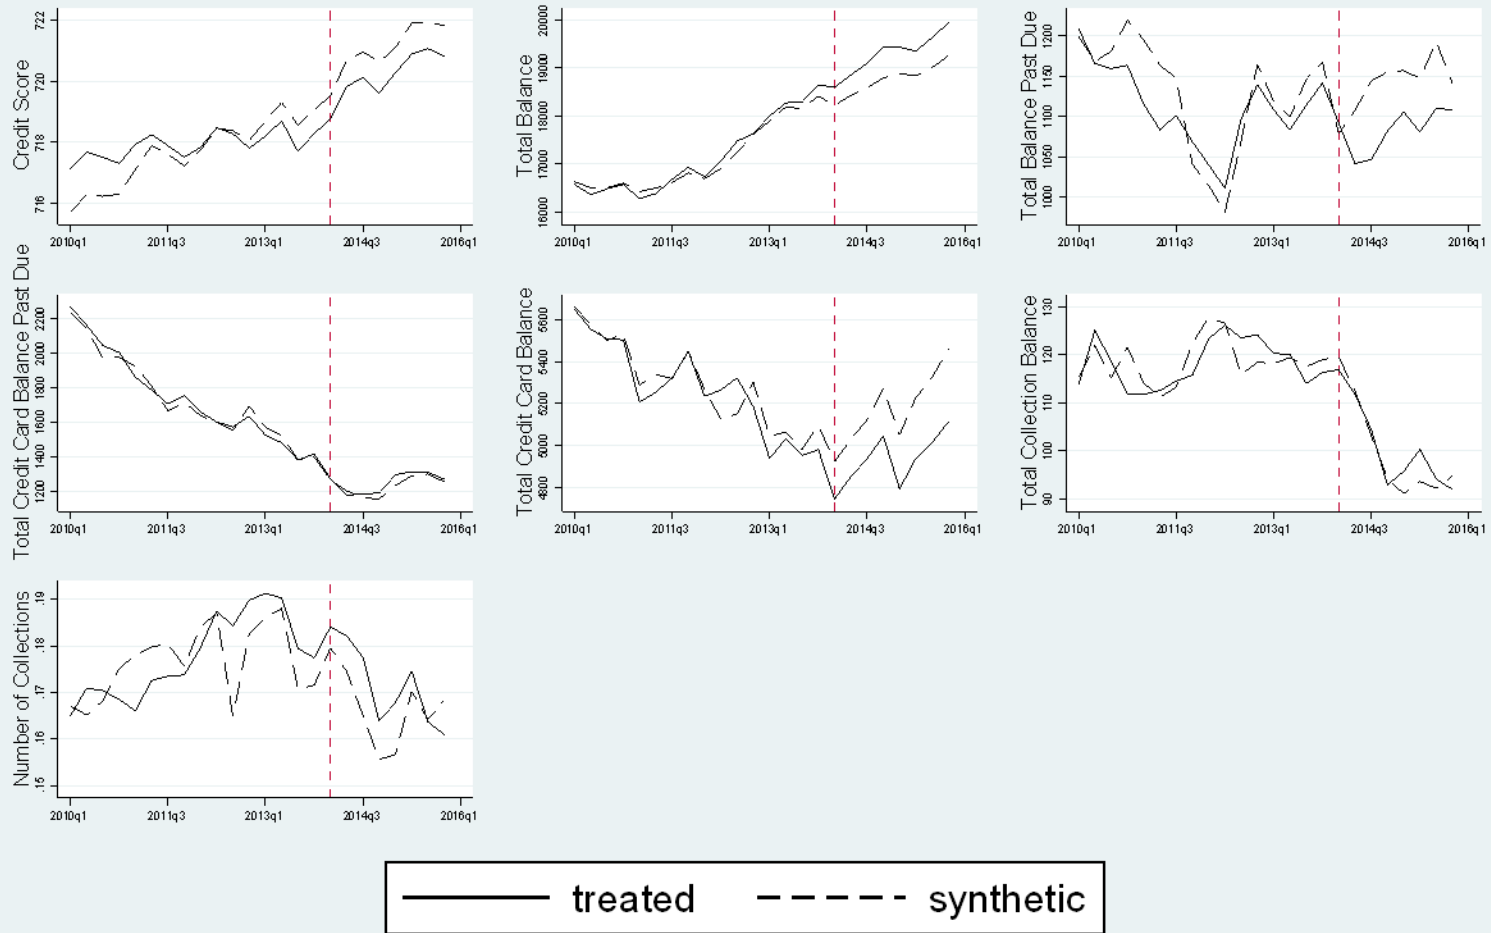 Credit Score
722
720
718
716
2010q1 2011q3 2013q1 2014q3 2016q1
Total Balance
20000
19000
18000
17000
16000
2010q1 2011q3 2013q1 2014q3 2016q1
Total Balance Past Due
1200
1150
1100
1050
1000
2010q1 2011q3 2013q1 2014q3 2016q1
Total Credit Card Balance Past Due
2200
2000
1800
1600
1400
1200
2010q1 2011q3 2013q1 2014q3 2016q1
Total Credit Card Balance
5600
5400
5200
5000
4800
2010q1 2011q3 2013q1 2014q3 2016q1
Total Collection Balance
130
120
110
100
90
2010q1 2011q3 2013q1 2014q3 2016q1
Number of Collections
.19
.18
.17
.16
.15
2010q1 2011q3 2013q1 2014q3 2016q1
treated synthetic